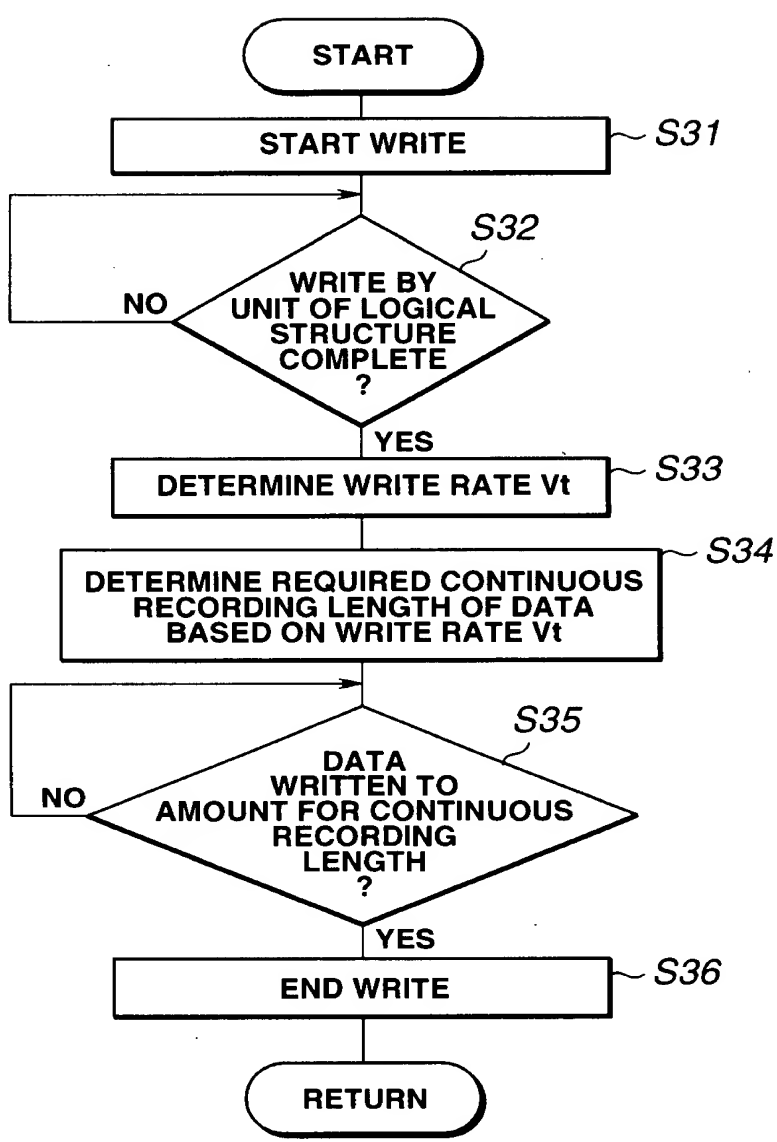 START
START WRITE
S31
S32
WRITE BY
UNIT OF LOGICAL
STRUCTURE
COMPLETE
?
NO
YES
DETERMINE WRITE RATE Vt
S33
S34
DETERMINE REQUIRED CONTINUOUS
RECORDING LENGTH OF DATA
BASED ON WRITE RATE Vt
S35
DATA
WRITTEN TO
AMOUNT FOR CONTINUOUS
RECORDING
LENGTH
?
NO
YES
END WRITE
S36
RETURN